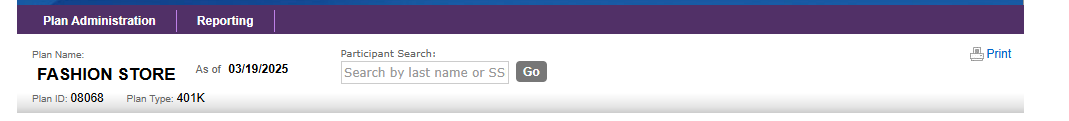 Plan Administration Reporting
Plan Name:
FASHION STORE As of 03/19/2025
Participant Search:
Search by last name or SS Go
Print
Plan ID: 08068 Plan Type: 401K